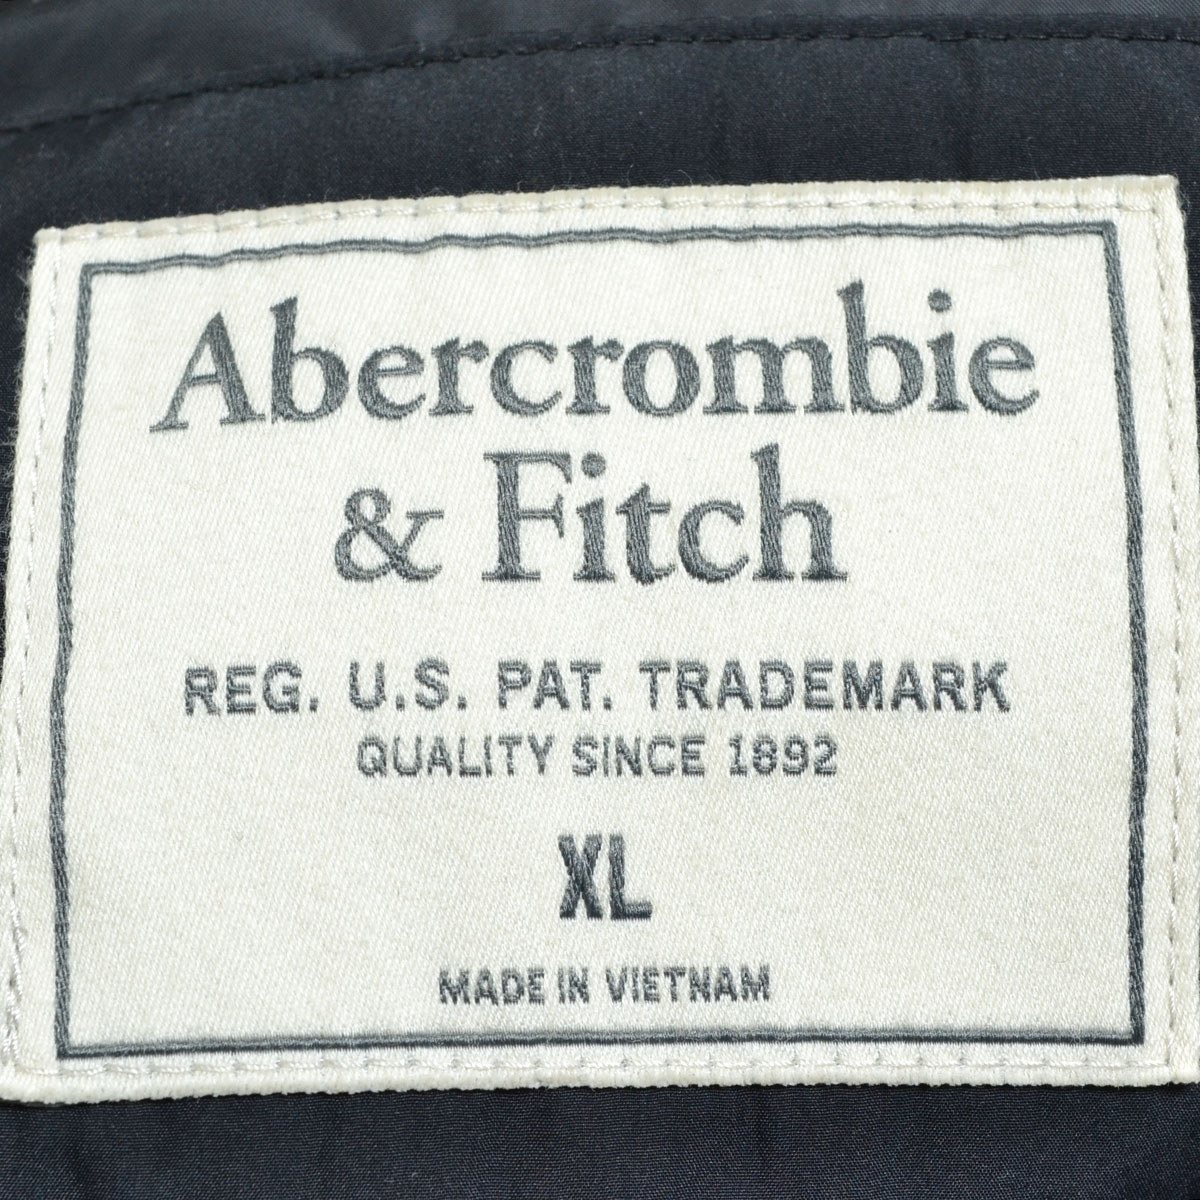 Abercrombie
& Fitch
REG. U.S. PAT. TRADEMARK
QUALITY SINCE 1892
XL
MADE IN VIETNAM